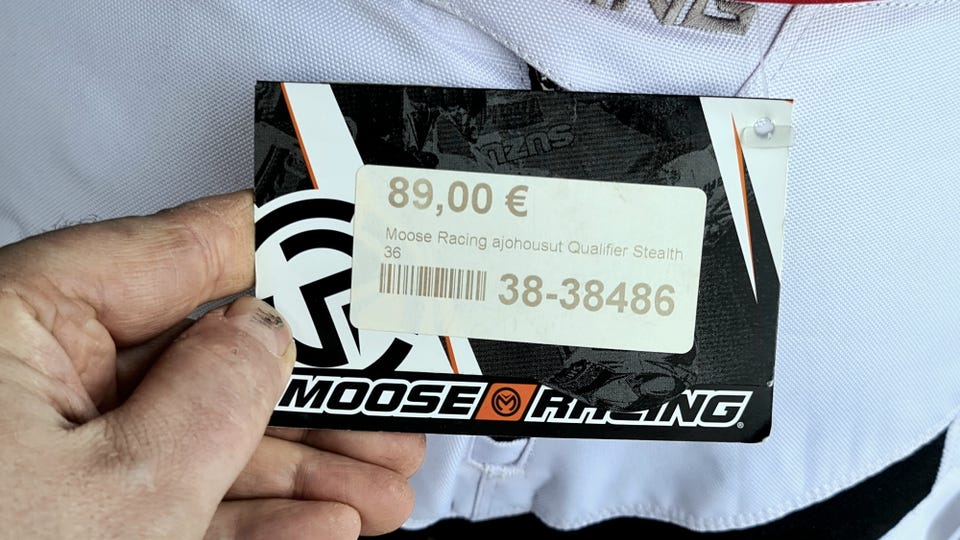 89,00 €
Moose Racing ajohousut Qualifier Stealth
36
38-38486
MOOSE RACING®